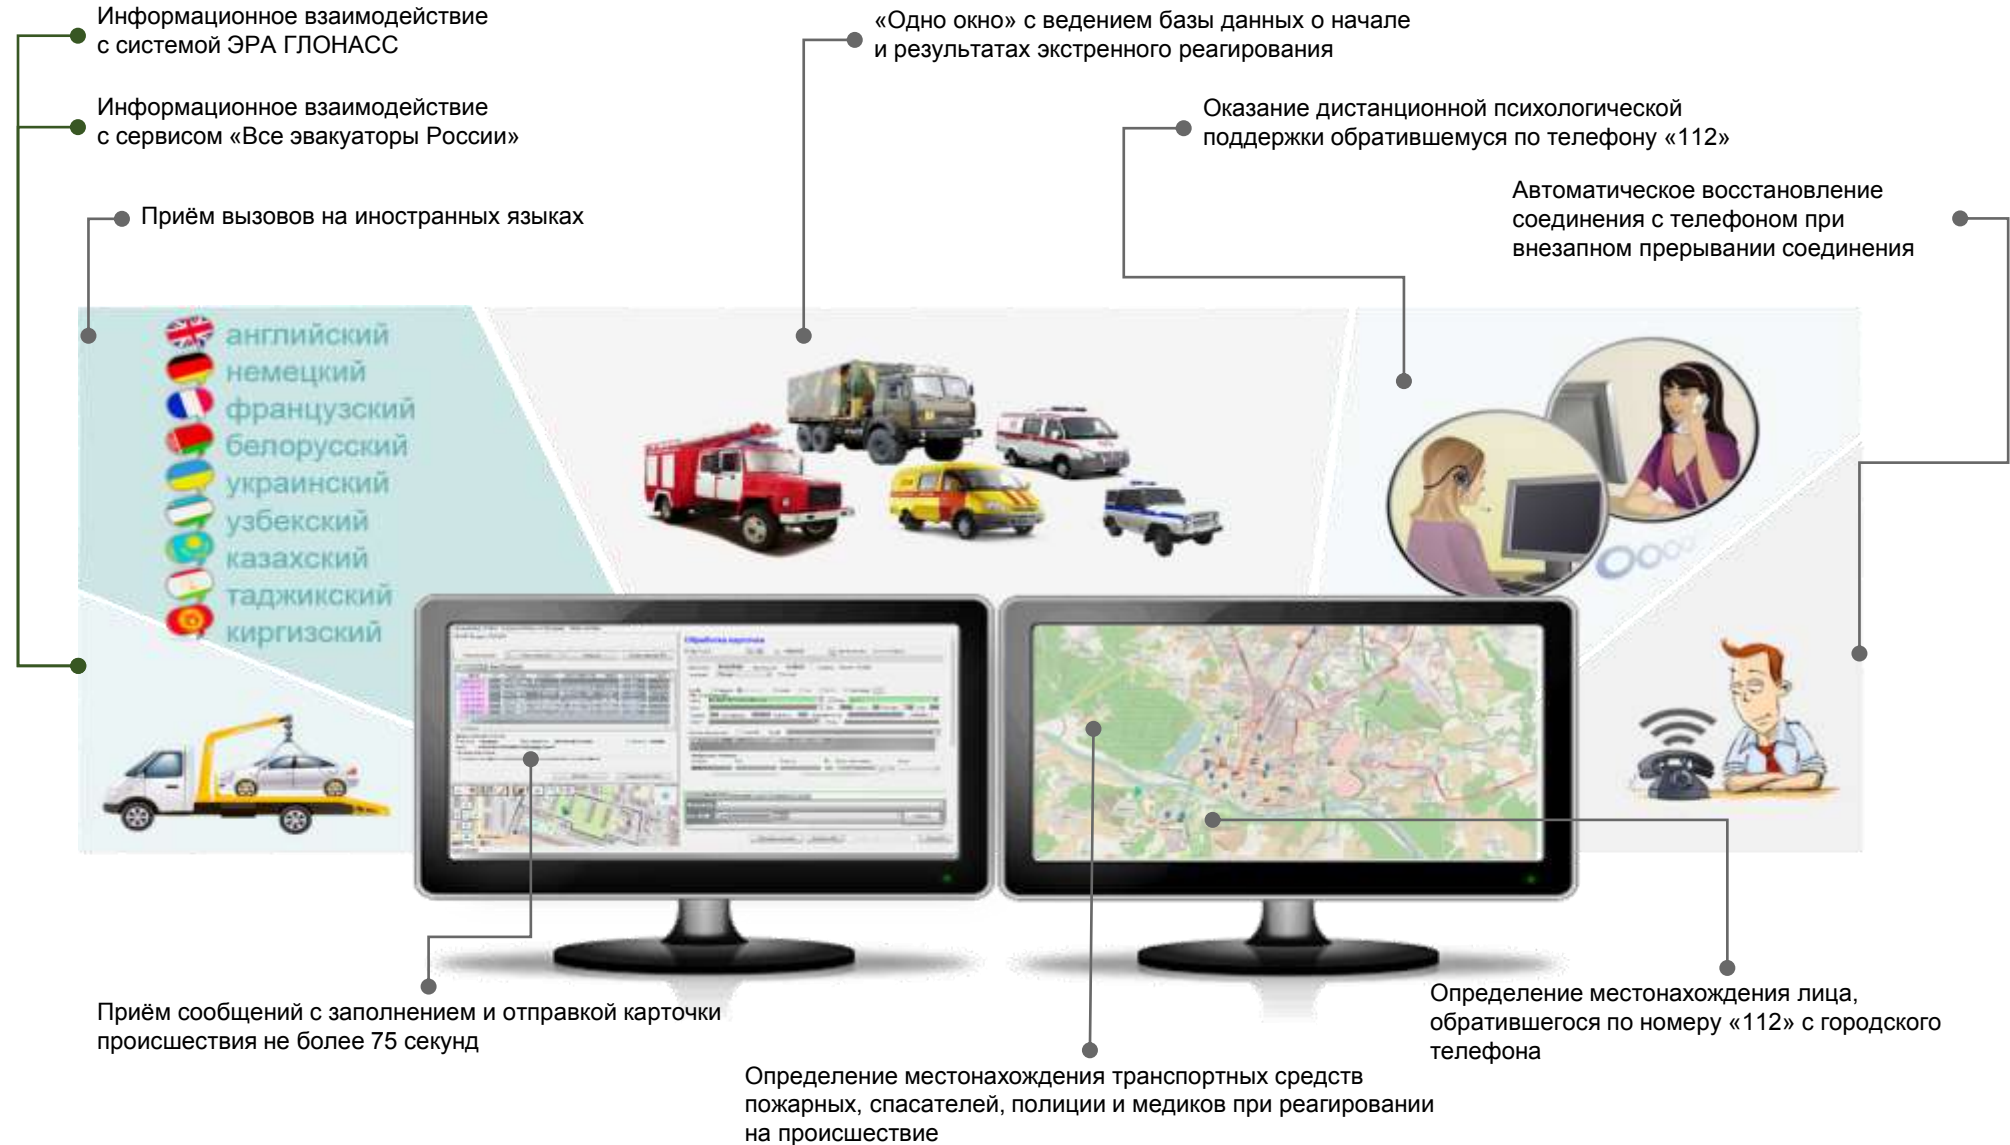 Информационное взаимодействие
с системой ЭРА ГЛОНАСС
«Одно окно» с ведением базы данных о начале
и результатах экстренного реагирования
Информационное взаимодействие
с сервисом «Все эвакуаторы России»
Оказание дистанционной психологической
поддержки обратившемуся по телефону «112»
Приём вызовов на иностранных языках
Автоматическое восстановление
соединения с телефоном при
внезапном прерывании соединения
английский
немецкий
французский
белорусский
украинский
узбекский
казахский
таджикский
киргизский
Обработка карточки
Приём сообщений с заполнением и отправкой карточки
происшествия не более 75 секунд
Определение местонахождения лица,
обратившегося по номеру «112» с городского
телефона
Определение местонахождения транспортных средств
пожарных, спасателей, полиции и медиков при реагировании
на происшествие